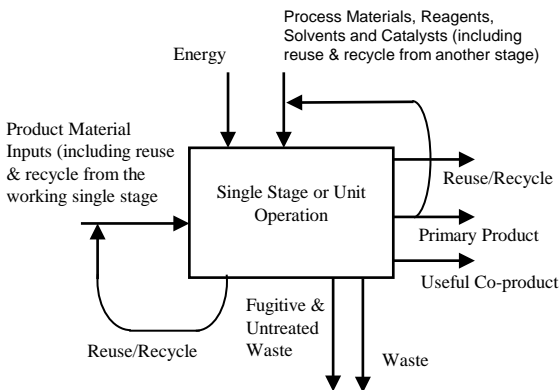 Process Materials, Reagents,
Solvents and Catalysts (including
reuse & recycle from another stage)
Energy
Product Material
Inputs (including reuse
& recycle from the
working single stage
Single Stage or Unit
Operation
Reuse/Recycle
Primary Product
Useful Co-product
Fugitive &
Untreated
Waste
Waste
Reuse/Recycle